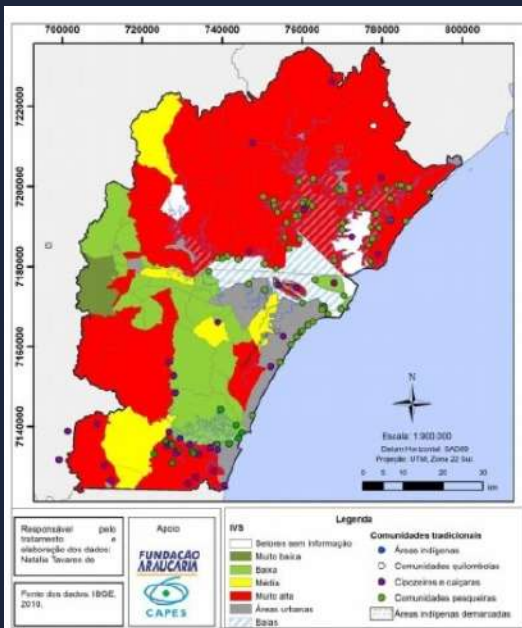 700000 720000 740000 760000 780000 800000
7220000
7200000
7180000
7160000
7140000
N
Escala: 1:900.000
Datum Horizontal: SAD69
Projeção: UTM, Zona 22 Sul.
0 5 10 20 30
km
Responsável pelo
tratamento e
elaboração dos dados:
Natália Tavares de
Fonte dos dados: IBGE,
2010.
Apoio
FUNDAÇÃO
ARAUCÁRIA
CAPES
Legenda
IVS
Setores sem informação
Muito baixa
Baixa
Média
Muito alta
Áreas urbanas
Baías
Comunidades tradicionais
Áreas indígenas
Comunidades quilombolas
Cipozeiros e caiçaras
Comunidades pesqueiras
Áreas indígenas demarcadas